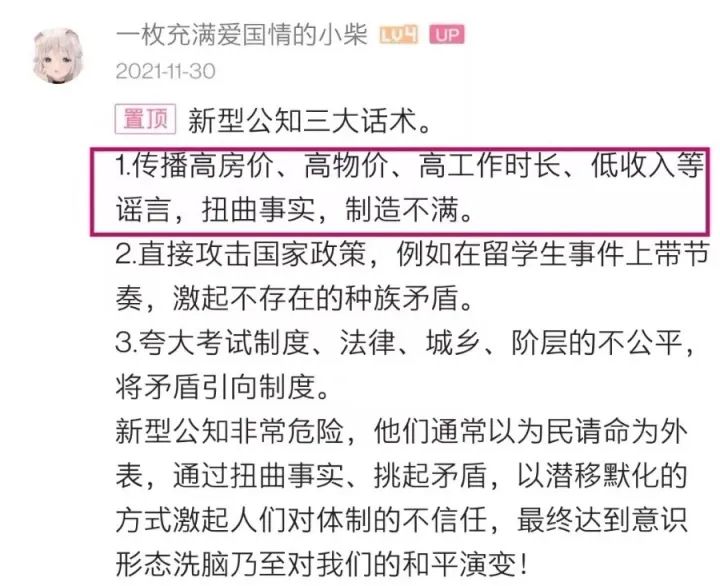 一枚充满爱国情的小柴 LV4 UP
2021-11-30
置顶 新型公知三大话术。
1.传播高房价、高物价、高工作时长、低收入等
谣言，扭曲事实，制造不满。
2.直接攻击国家政策，例如在留学生事件上带节
奏，激起不存在的种族矛盾。
3.夸大考试制度、法律、城乡、阶层的不公平，
将矛盾引向制度。
新型公知非常危险，他们通常以为民请命为外
表，通过扭曲事实、挑起矛盾，以潜移默化的
方式激起人们对体制的不信任，最终达到意识
形态洗脑乃至对我们的和平演变！